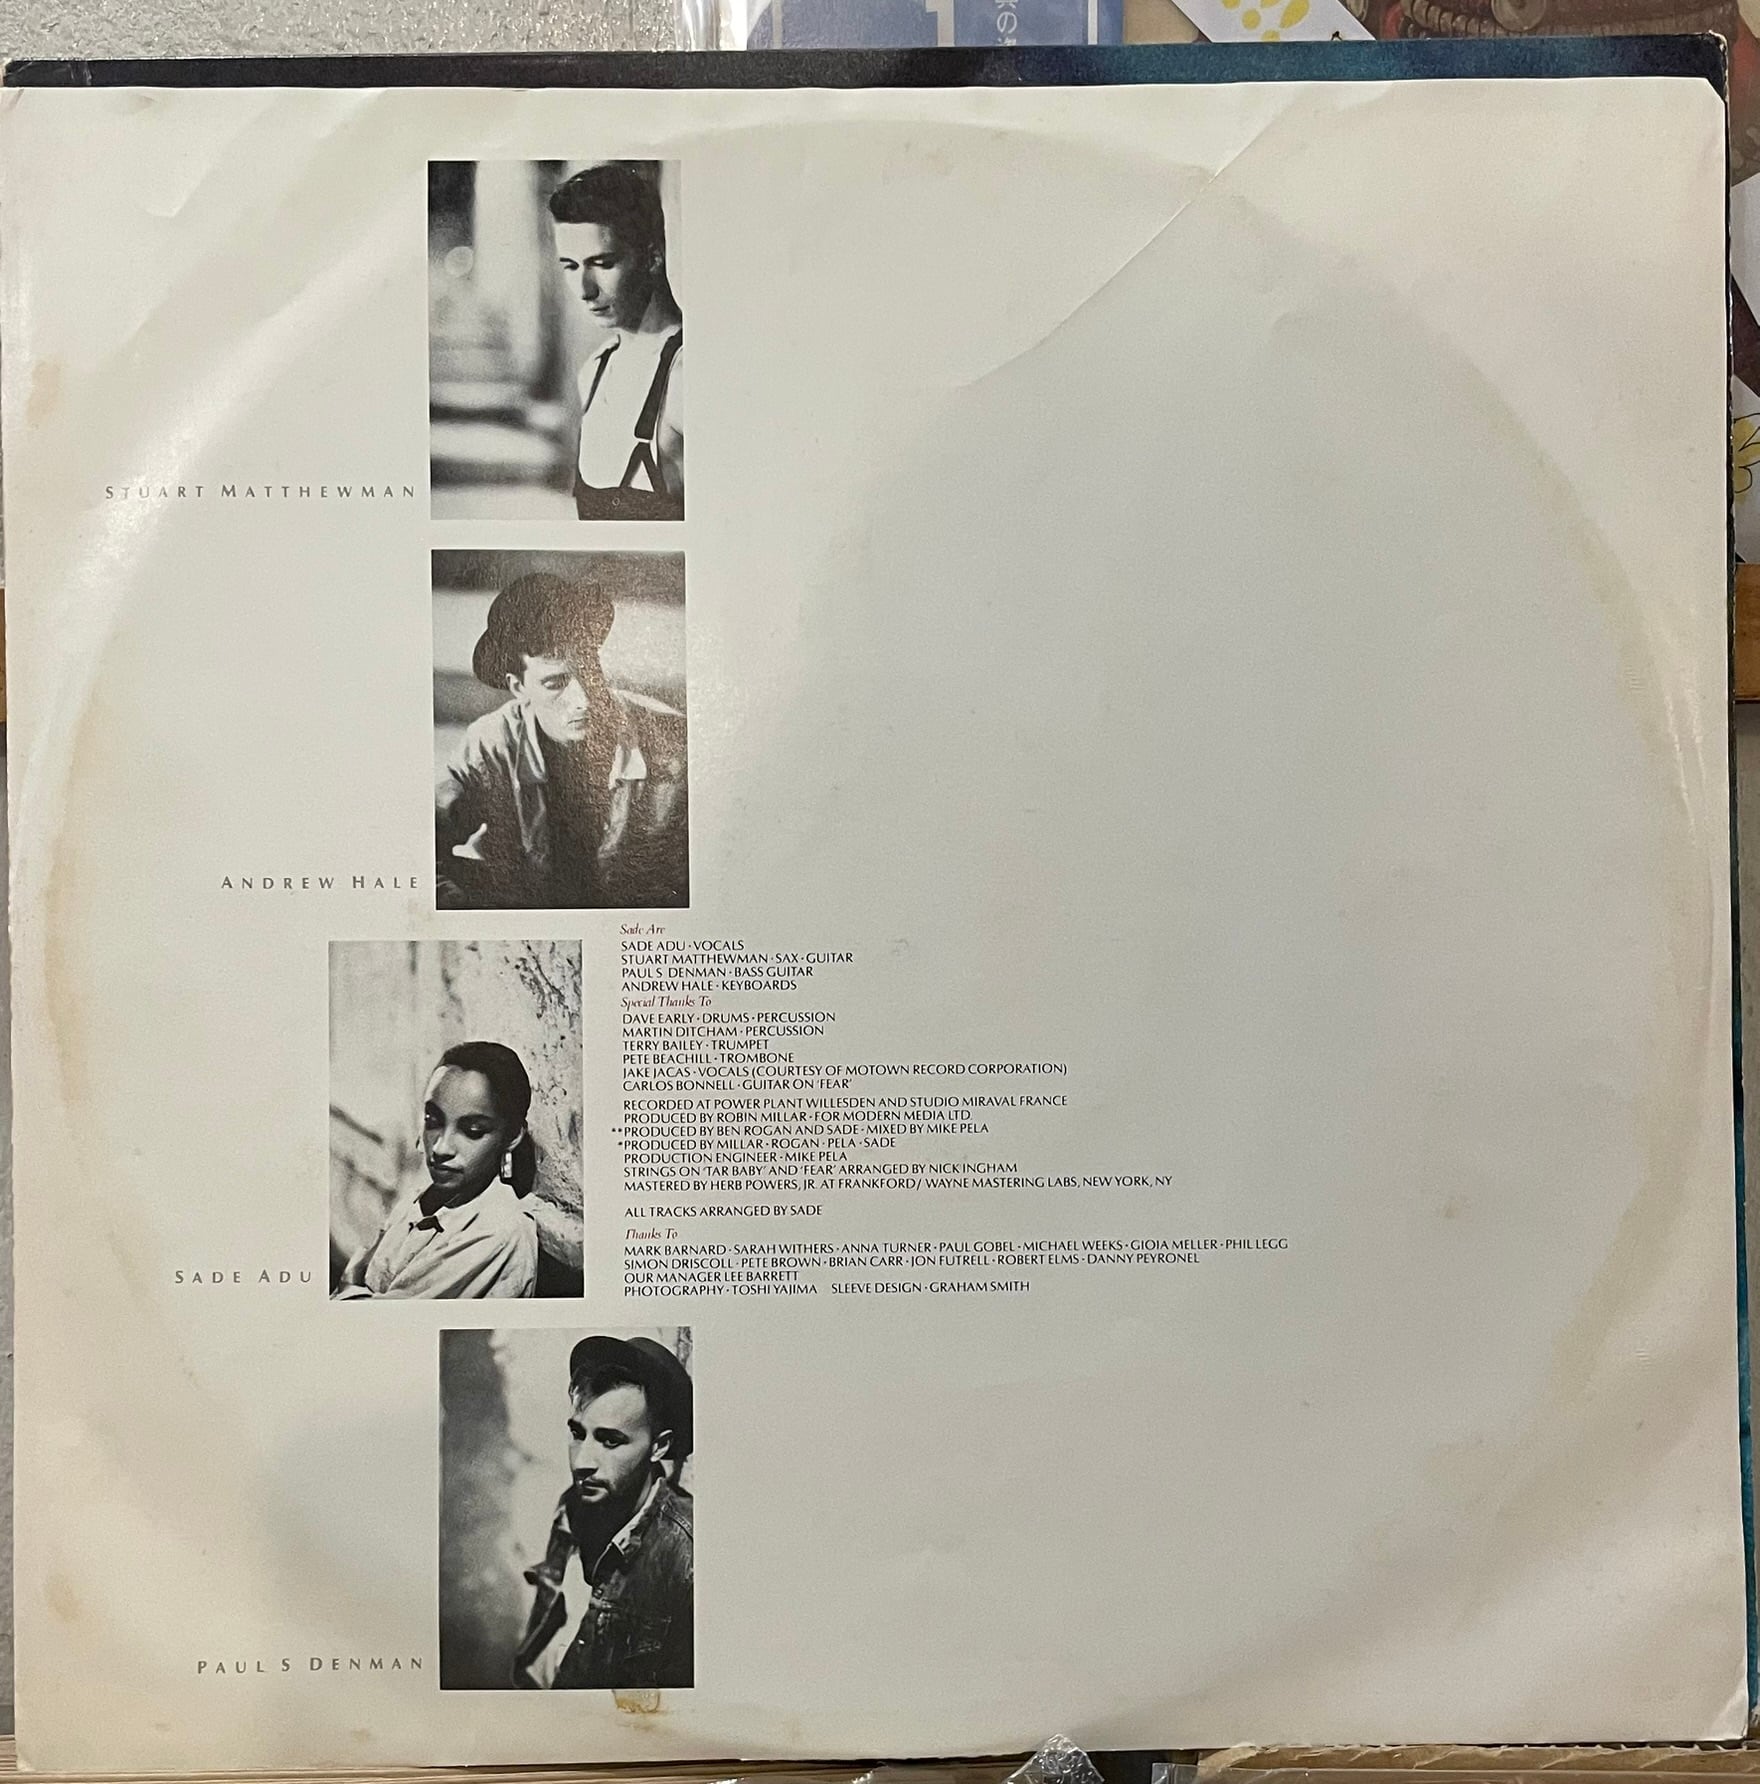 STUART MATTHEWMAN
ANDREW HALE
Sade Are
SADE ADU · VOCALS
STUART MATTHEWMAN · SAX · GUITAR
PAUL S DENMAN · BASS GUITAR
ANDREW HALE · KEYBOARDS
Special Thanks To
DAVE EARLY · DRUMS · PERCUSSION
MARTIN DITCHAM · PERCUSSION
TERRY BAILEY · TRUMPET
PETE BEACHILL · TROMBONE
JAKE JACAS · VOCALS (COURTESY OF MOTOWN RECORD CORPORATION)
CARLOS BONNELL · GUITAR ON 'FEAR'
RECORDED AT POWER PLANT WILLESDEN AND STUDIO MIRAVAL FRANCE
PRODUCED BY ROBIN MILLAR · FOR MODERN MEDIA LTD.
**PRODUCED BY BEN ROGAN AND SADE · MIXED BY MIKE PELA
*PRODUCED BY MILLAR · ROGAN · PELA · SADE
PRODUCTION ENGINEER · MIKE PELA
STRINGS ON 'TAR BABY' AND 'FEAR' ARRANGED BY NICK INGHAM
MASTERED BY HERB POWERS, JR. AT FRANKFORD/ WAYNE MASTERING LABS, NEW YORK, NY
ALL TRACKS ARRANGED BY SADE
Thanks To
MARK BARNARD · SARAH WITHERS · ANNA TURNER · PAUL GOBEL · MICHAEL WEEKS · GIOIA MELLER · PHIL LEGG
SIMON DRISCOLL · PETE BROWN · BRIAN CARR · JON FUTRELL · ROBERT ELMS · DANNY PEYRONEL
OUR MANAGER LEE BARRETT
PHOTOGRAPHY · TOSHI YAJIMA SLEEVE DESIGN · GRAHAM SMITH
SADE ADU
PAUL S DENMAN